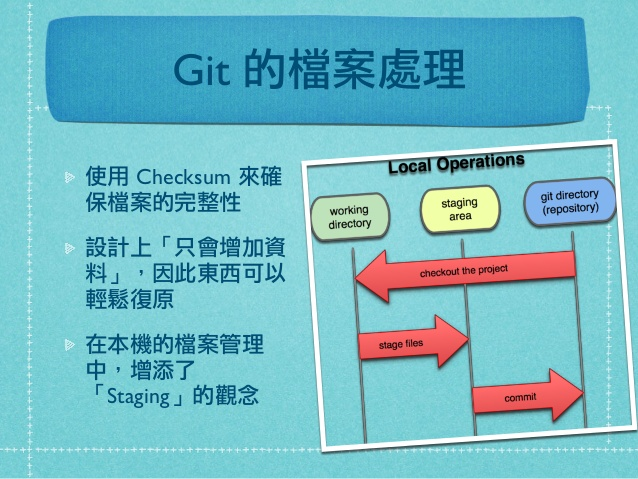 Git 的檔案處理
使用 Checksum 來確
保檔案的完整性
設計上「只會增加資
料」，因此東西可以
輕鬆復原
在本機的檔案管理
中，增添了
「Staging」的觀念
Local Operations
working
directory
staging
area
git directory
(repository)
checkout the project
stage files
commit